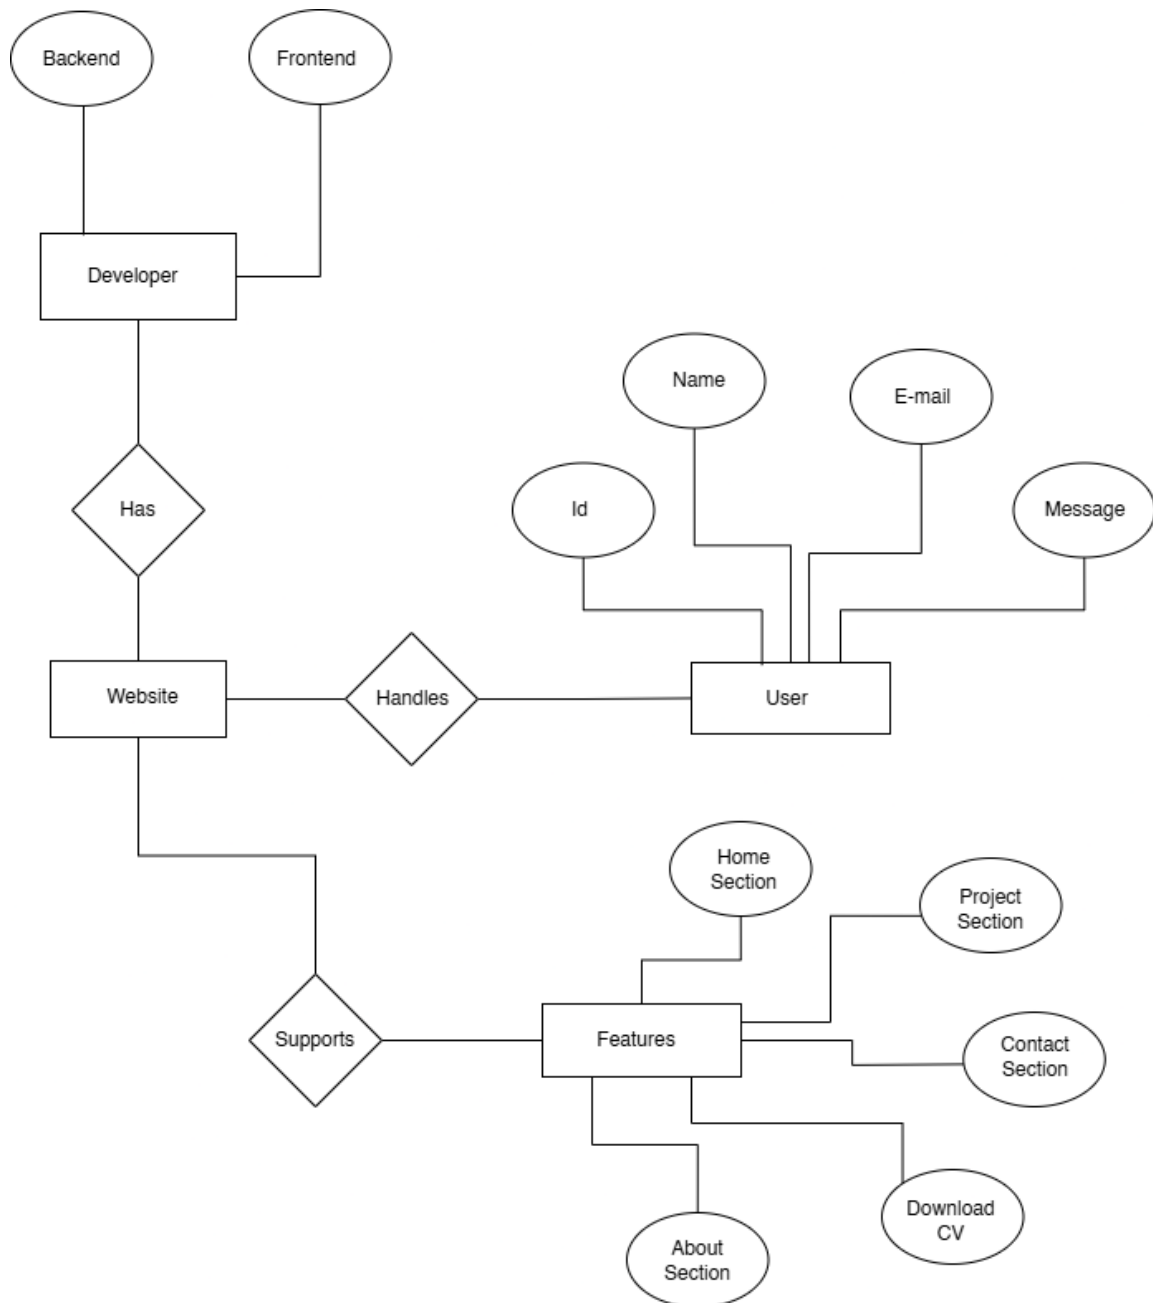 Backend
Frontend
Developer
Name
E-mail
Has
Id
Message
Website
Handles
User
Home
Section
Project
Section
Supports
Features
Contact
Section
Download
CV
About
Section